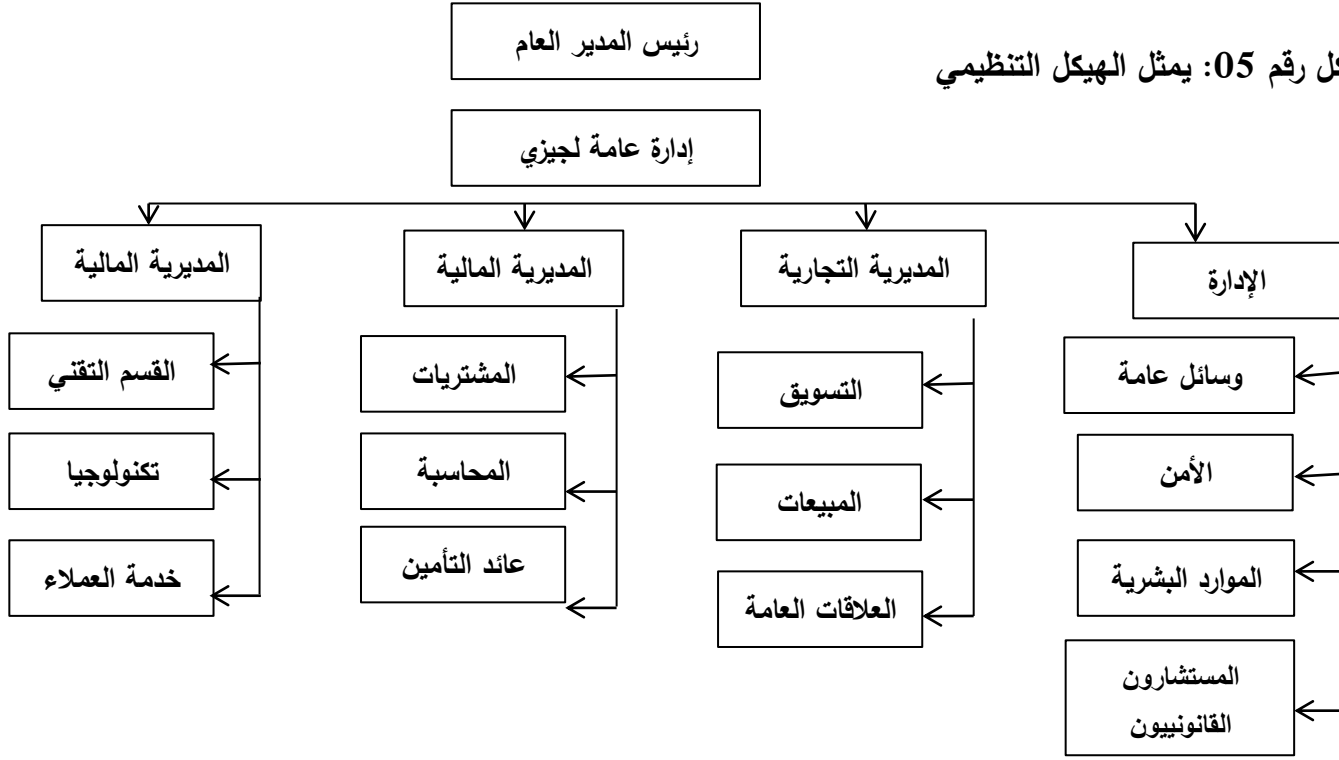 رئيس المدير العام
كل رقم 05: يمثل الهيكل التنظيمي
إدارة عامة لجيزي
الإدارة
وسائل عامة
الأمن
الموارد البشرية
المستشارون
القانونييون
المديرية التجارية
التسويق
المبيعات
العلاقات العامة
المديرية المالية
المشتريات
المحاسبة
عائد التأمين
المديرية المالية
القسم التقني
تكنولوجيا
خدمة العملاء